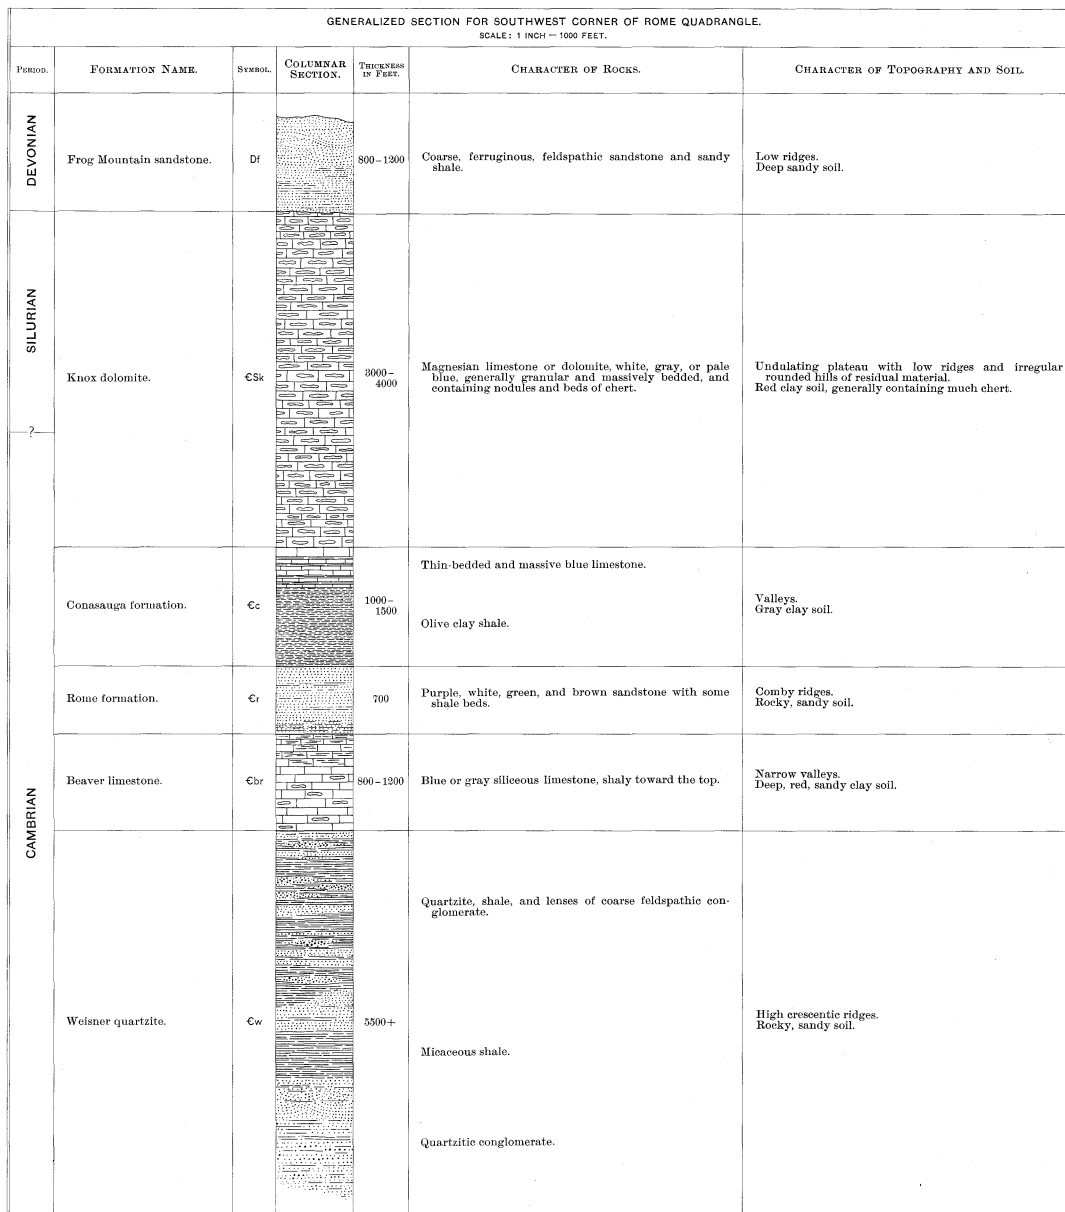 GENERALIZED SECTION FOR SOUTHWEST CORNER OF ROME QUADRANGLE.
SCALE: 1 INCH = 1000 FEET.
PERIOD.
FORMATION NAME.
SYMBOL.
COLUMNAR
SECTION.
THICKNESS
IN FEET.
CHARACTER OF ROCKS.
CHARACTER OF TOPOGRAPHY AND SOIL.
DEVONIAN
Frog Mountain sandstone.
Df
800–1200
Coarse, ferruginous, feldspathic sandstone and sandy
shale.
Low ridges.
Deep sandy soil.
SILURIAN
Knox dolomite.
ЄSk
3000–
4000
Magnesian limestone or dolomite, white, gray, or pale
blue, generally granular and massively bedded, and
containing nodules and beds of chert.
Undulating plateau with low ridges and irregular
rounded hills of residual material.
Red clay soil, generally containing much chert.
?
Conasauga formation.
Єc
1000–
1500
Thin-bedded and massive blue limestone.
Olive clay shale.
Valleys.
Gray clay soil.
Rome formation.
Єr
700
Purple, white, green, and brown sandstone with some
shale beds.
Comby ridges.
Rocky, sandy soil.
CAMBRIAN
Beaver limestone.
Єbr
800–1200
Blue or gray siliceous limestone, shaly toward the top.
Narrow valleys.
Deep, red, sandy clay soil.
Weisner quartzite.
Єw
5500+
Quartzite, shale, and lenses of coarse feldspathic con-
glomerate.
Micaceous shale.
Quartzitic conglomerate.
High crescentic ridges.
Rocky, sandy soil.